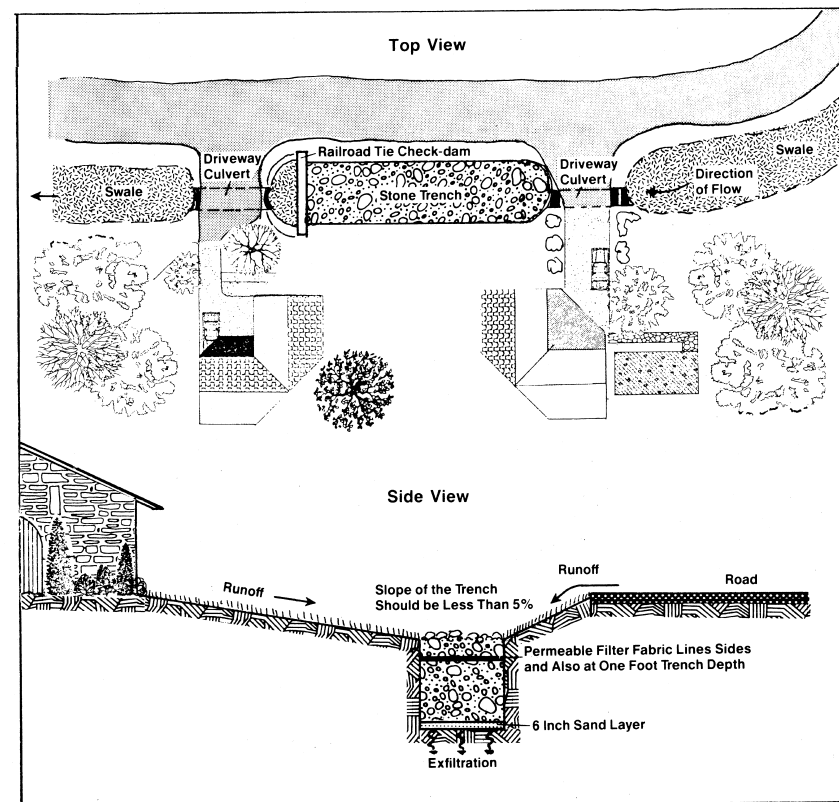 Top View
Railroad Tie Check-dam
Driveway
Culvert
Driveway
Culvert
Swale
Swale
Stone Trench
Direction
of Flow
Side View
Runoff
Slope of the Trench
Should be Less Than 5%
Runoff
Road
Permeable Filter Fabric Lines Sides
and Also at One Foot Trench Depth
6 Inch Sand Layer
Exfiltration